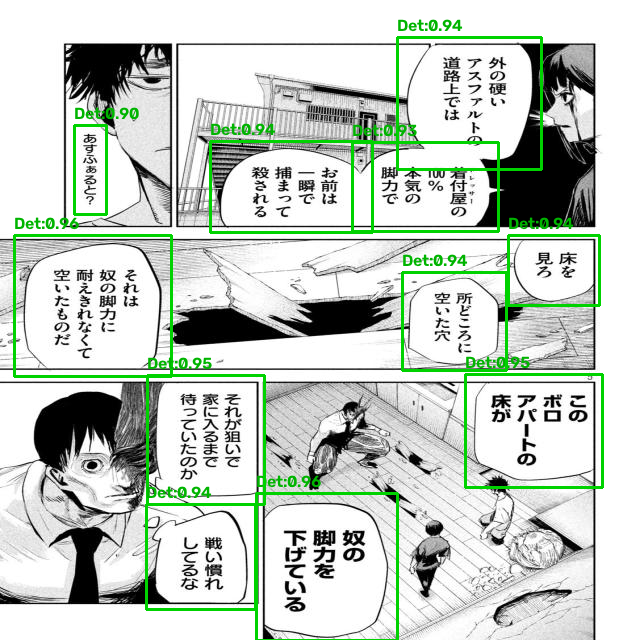 Det:0.94
外の硬い
アスファルトの
道路上では
Det:0.93
着付屋の
レッサー
100%
本気の
脚力で
Det:0.94
お前は
一瞬で
捕まって
殺される
Det:0.90
あすふぁると?
Det:0.94
床を
見ろ
Det:0.94
所どころに
空いた穴
Det:0.96
それは
奴の脚力に
耐えきれなくて
空いたものだ
5
Det:0.95
この
ボロ
アパートの
床が
Det:0.96
奴の
脚力を
下げている
Det:0.95
それが狙いで
家に入るまで
待っていたのか
Det:0.94
戦い慣れ
してるな